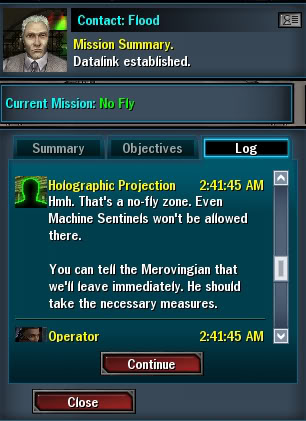 Contact: Flood
Mission Summary.
Datalink established.
Current Mission: No Fly
Summary Objectives Log
Holographic Projection 2:41:45 AM
Hmh. That's a no-fly zone. Even
Machine Sentinels won't be allowed
there.
You can tell the Merovingian that
we'll leave immediately. He should
take the necessary measures.
Operator 2:41:45 AM
Continue
Close